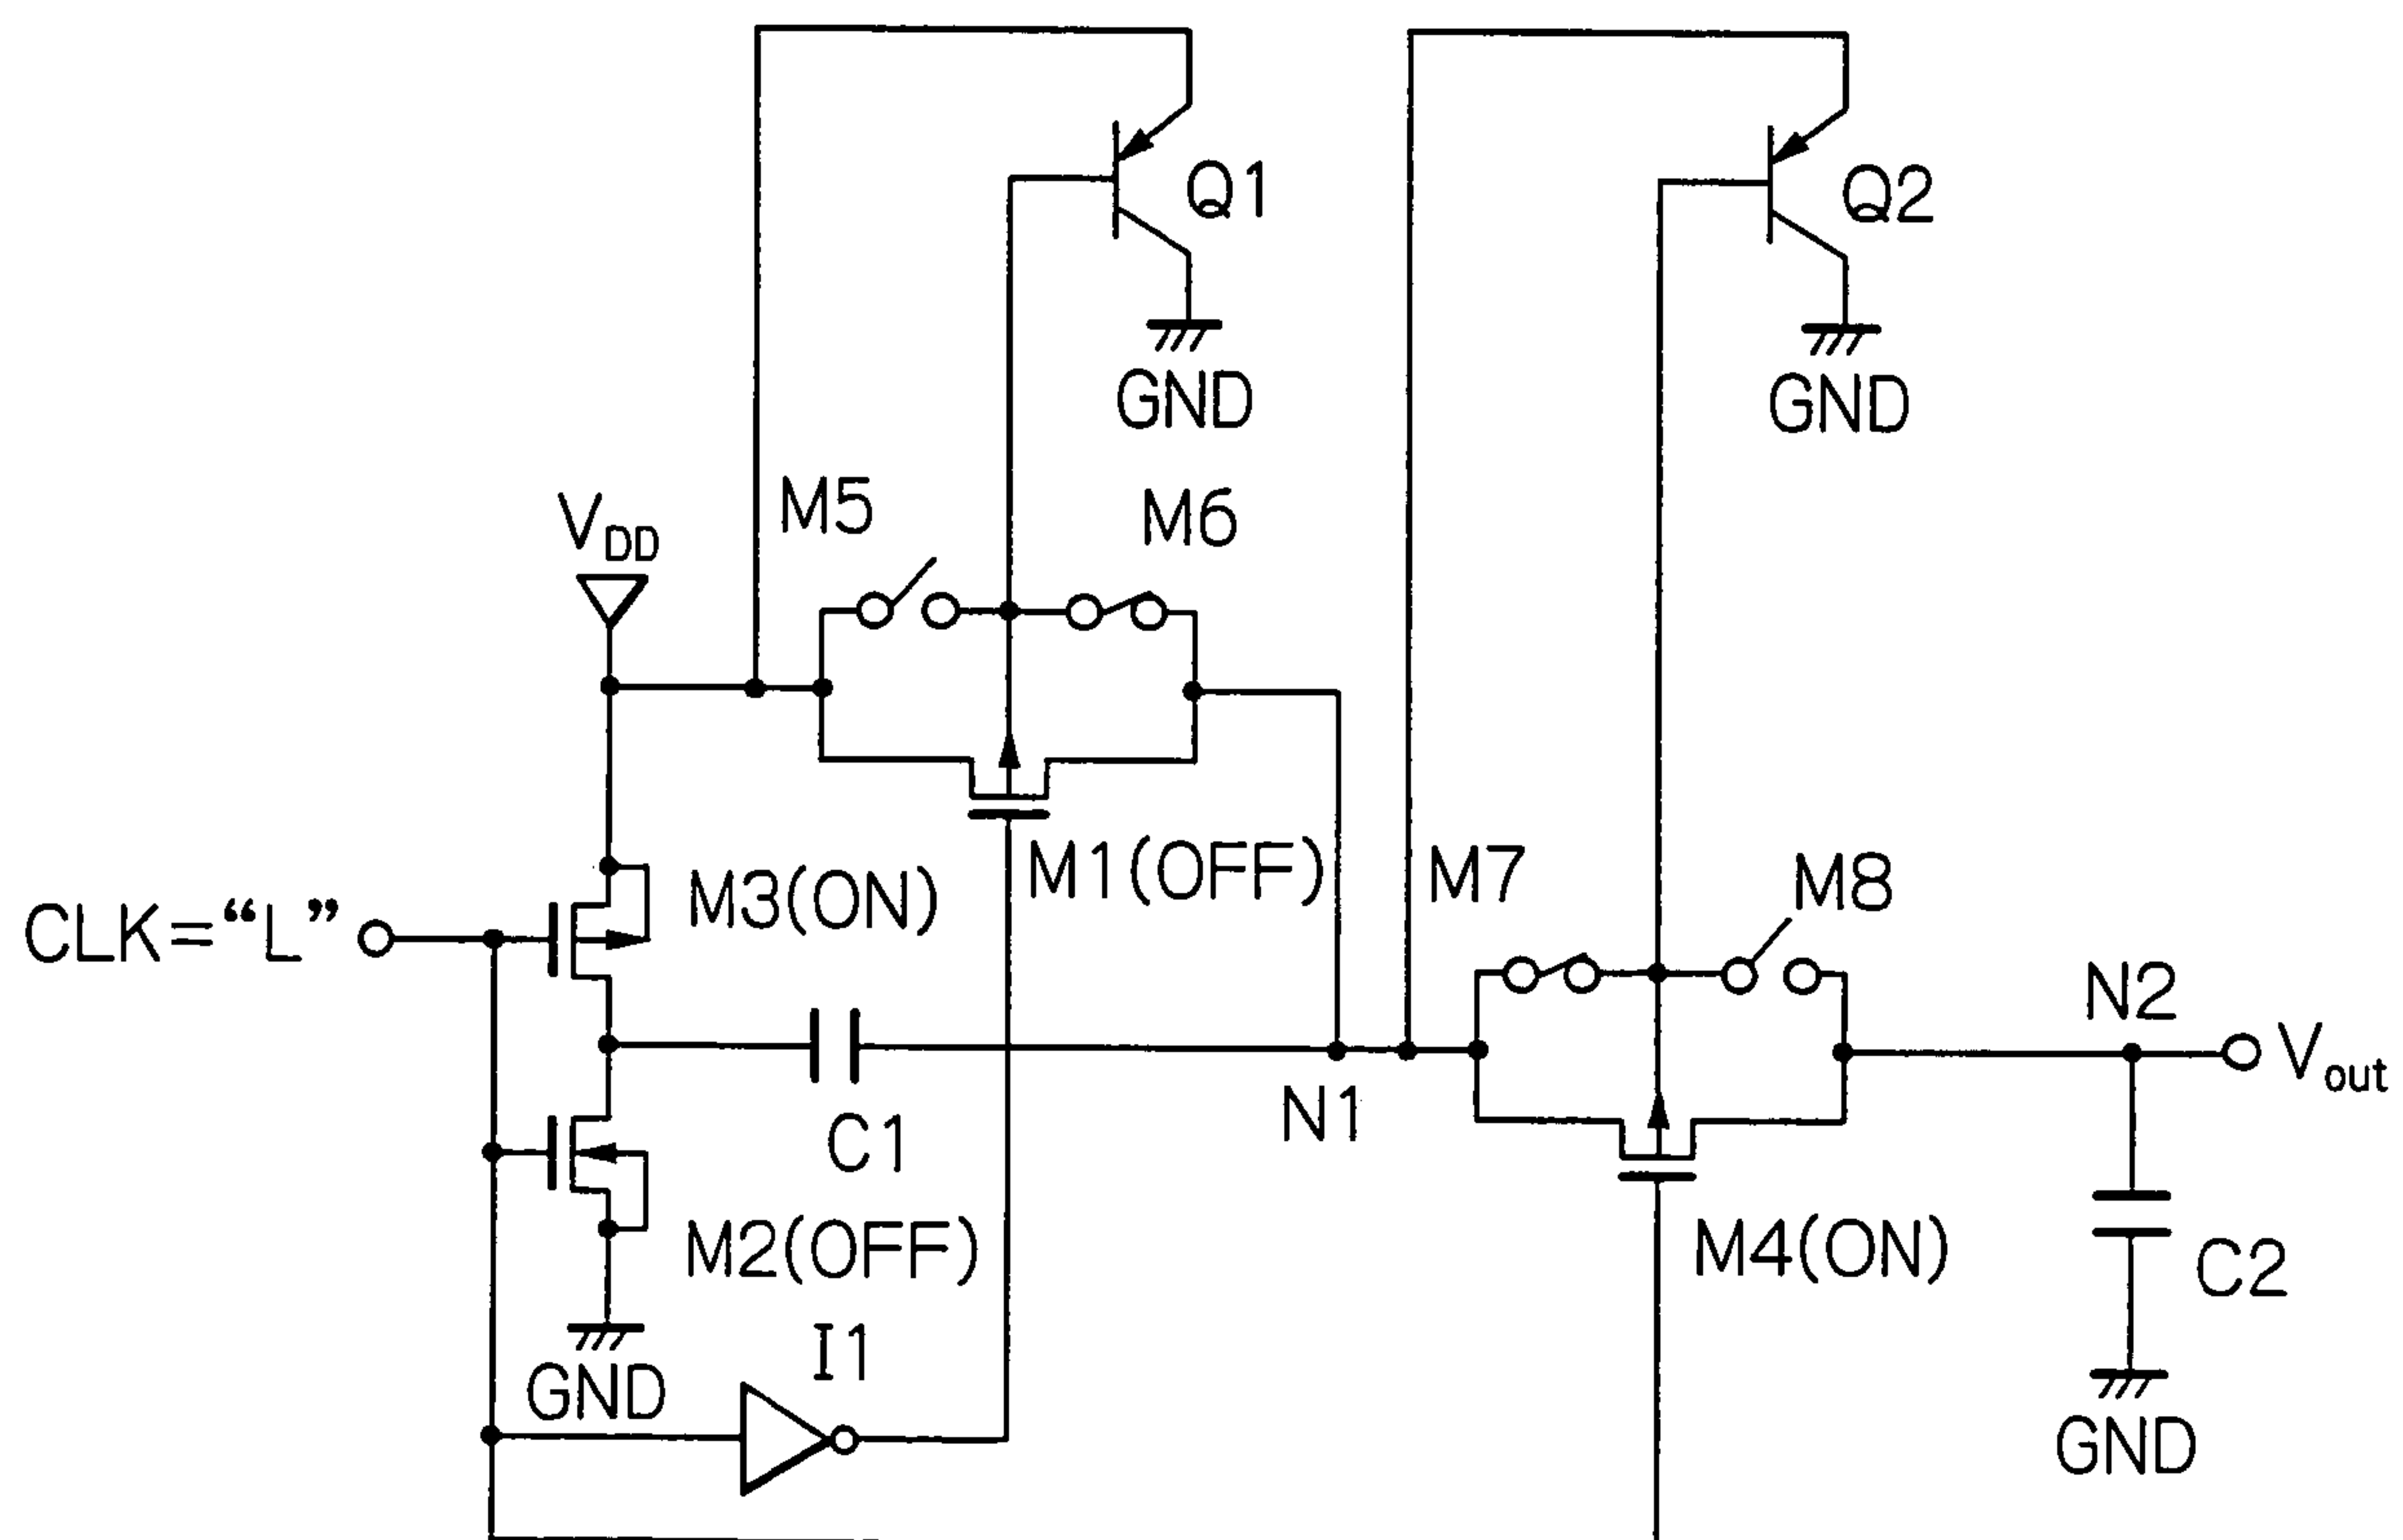 Q1
Q2
GND
GND
M5
M6
VDD
M1(OFF)
M7
M8
M3(ON)
CLK=“L”
N2
Vout
C1
N1
M2(OFF)
M4(ON)
C2
I1
GND
GND